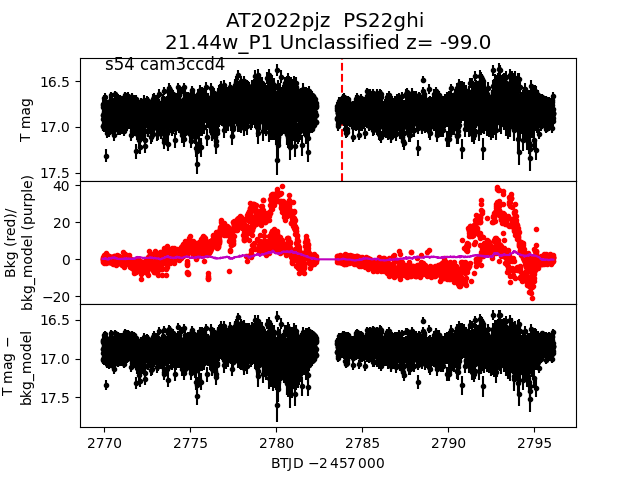 AT2022pjz  PS22ghi
21.44w_P1 Unclassified z= -99.0
s54 cam3ccd4
16.5
17.0
17.5
T mag
40
20
0
−20
Bkg (red)/
bkg_model (purple)
16.5
17.0
17.5
T mag −
bkg_model
2770
2775
2780
2785
2790
2795
BTJD −2 457 000